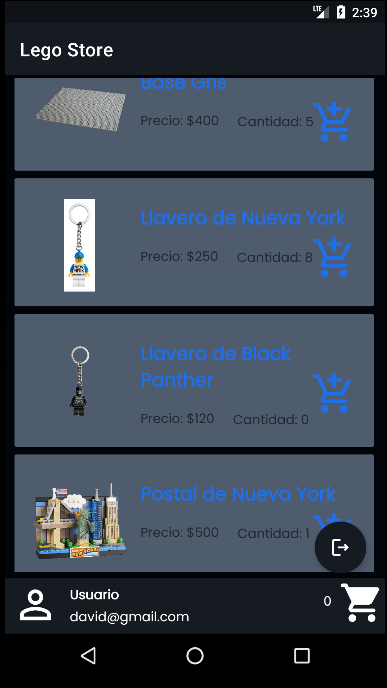 LTE 2:39
Lego Store
Base Gris
Precio: $400 Cantidad: 5
Llavero de Nueva York
Precio: $250 Cantidad: 8
Llavero de Black
Panther
Precio: $120 Cantidad: 0
Postal de Nueva York
Precio: $500 Cantidad: 1
Usuario
0
david@gmail.com